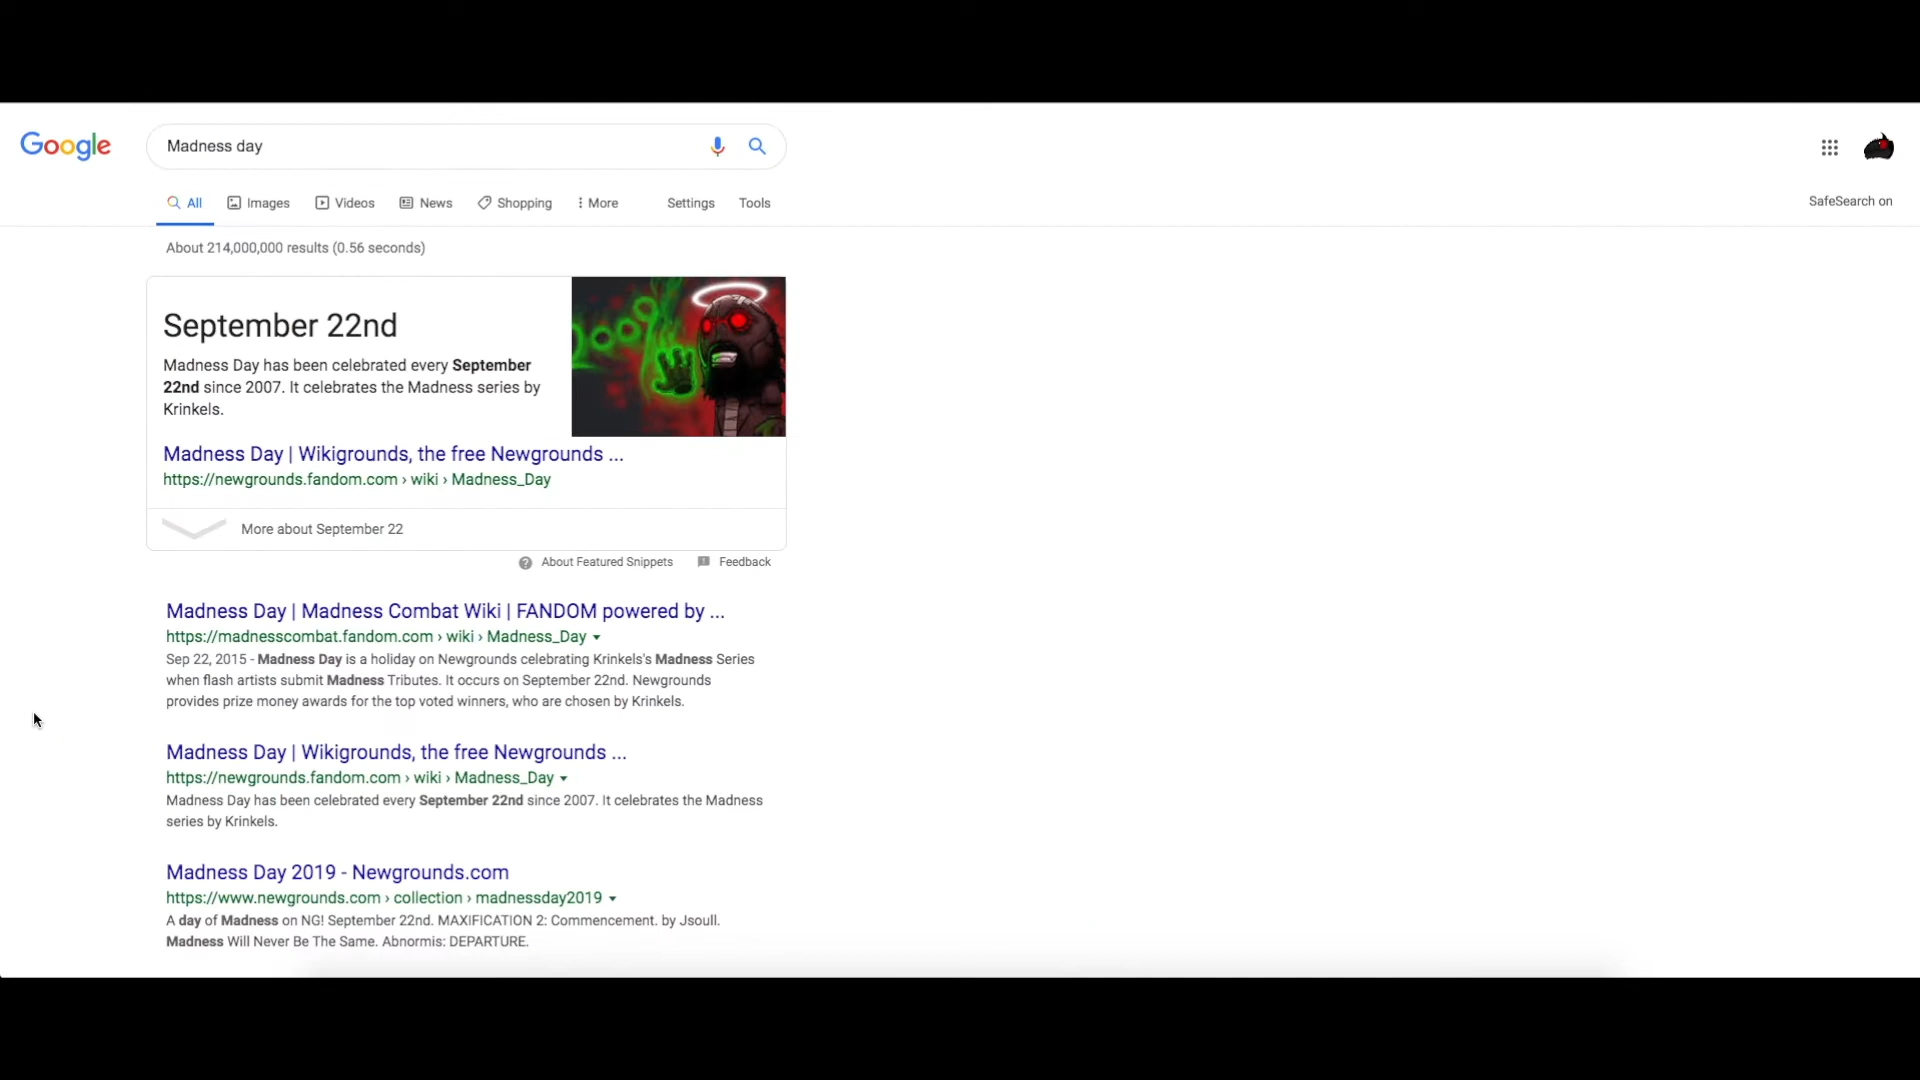 Google
Madness day
All Images Videos News Shopping More Settings Tools
SafeSearch on
About 214,000,000 results (0.56 seconds)
September 22nd
Madness Day has been celebrated every September
22nd since 2007. It celebrates the Madness series by
Krinkels.
Madness Day | Wikigrounds, the free Newgrounds ...
https://newgrounds.fandom.com › wiki › Madness_Day
More about September 22
About Featured Snippets Feedback
Madness Day | Madness Combat Wiki | FANDOM powered by ...
https://madnesscombat.fandom.com › wiki › Madness_Day
Sep 22, 2015 - Madness Day is a holiday on Newgrounds celebrating Krinkels's Madness Series
when flash artists submit Madness Tributes. It occurs on September 22nd. Newgrounds
provides prize money awards for the top voted winners, who are chosen by Krinkels.
Madness Day | Wikigrounds, the free Newgrounds ...
https://newgrounds.fandom.com › wiki › Madness_Day
Madness Day has been celebrated every September 22nd since 2007. It celebrates the Madness
series by Krinkels.
Madness Day 2019 - Newgrounds.com
https://www.newgrounds.com › collection › madnessday2019
A day of Madness on NG! September 22nd. MAXIFICATION 2: Commencement. by Jsoull.
Madness Will Never Be The Same. Abnormis: DEPARTURE.